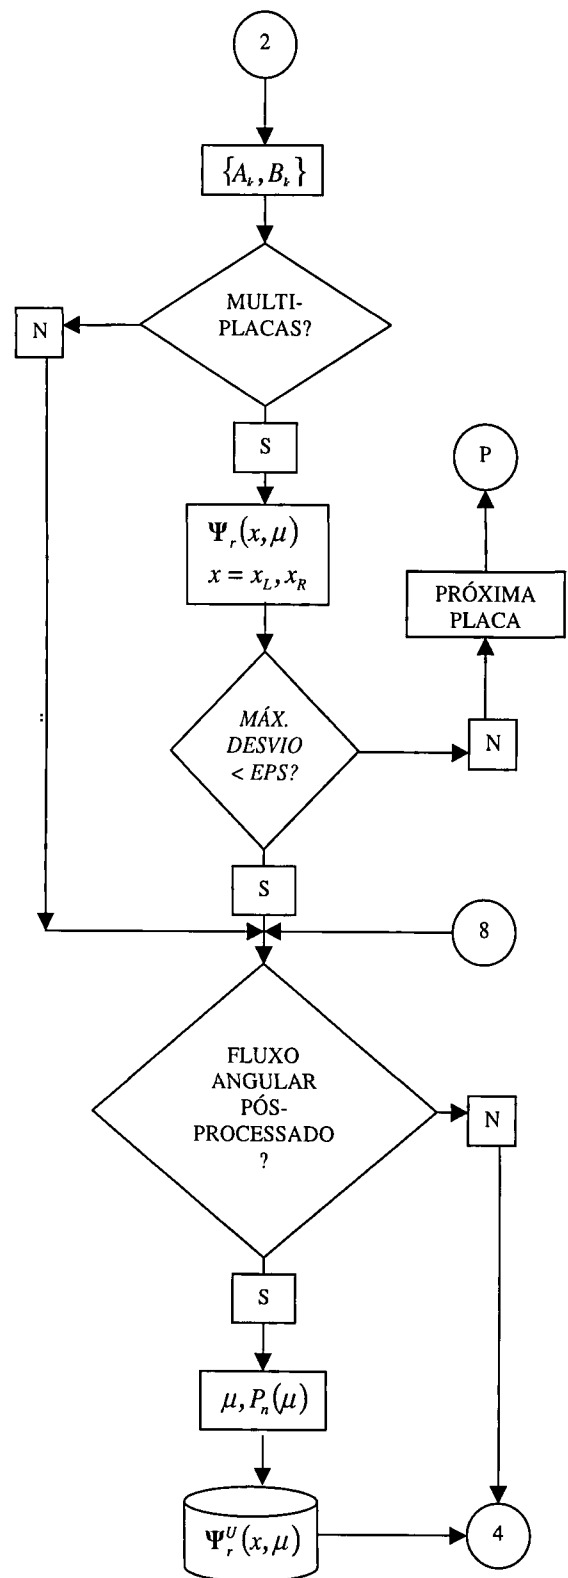 2
{A_k, B_k}
MULTI-
PLACAS?
N
S
P
Ψ_r(x, μ)
x = x_L, x_R
PRÓXIMA
PLACA
MÁX.
DESVIO
< EPS?
N
S
8
FLUXO
ANGULAR
PÓS-
PROCESSADO
?
N
S
μ, P_n(μ)
Ψ_r^U(x, μ)
4